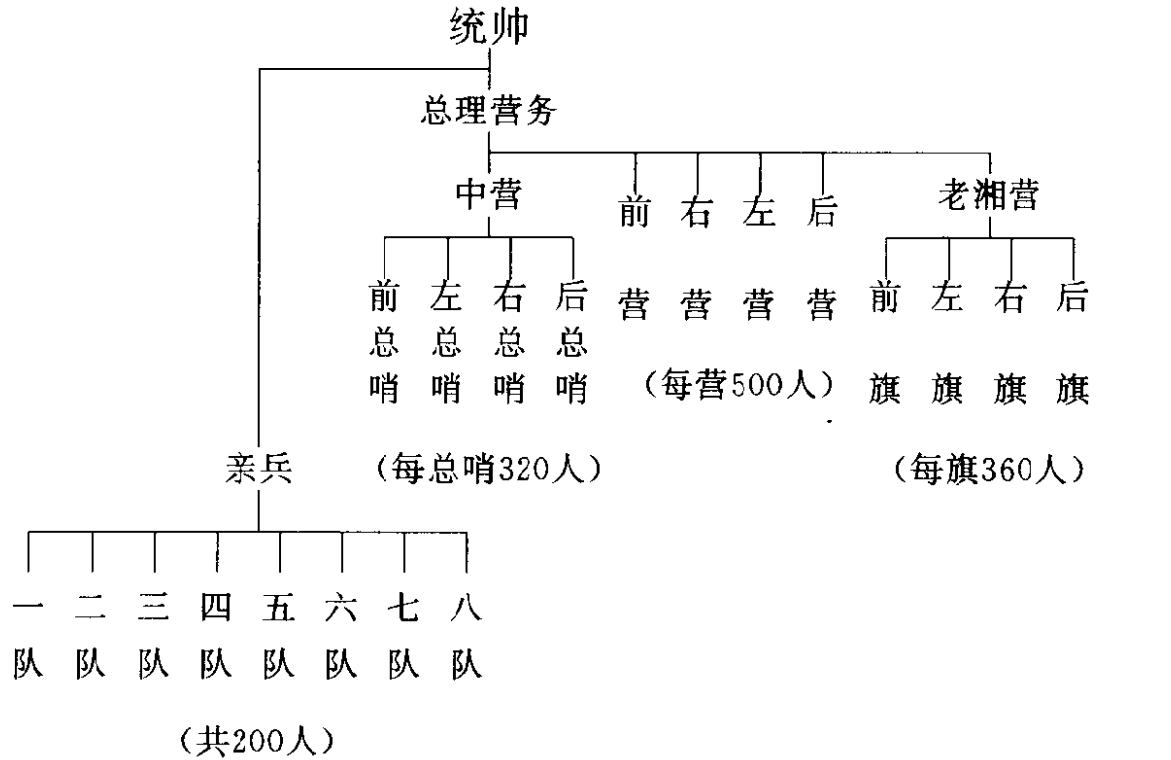 统帅
总理营务
中营
前营
右营
左营
后营
老湘营
前总哨
左总哨
右总哨
后总哨
（每营500人）
前旗
左旗
右旗
后旗
亲兵
（每总哨320人）
（每旗360人）
一队
二队
三队
四队
五队
六队
七队
八队
（共200人）